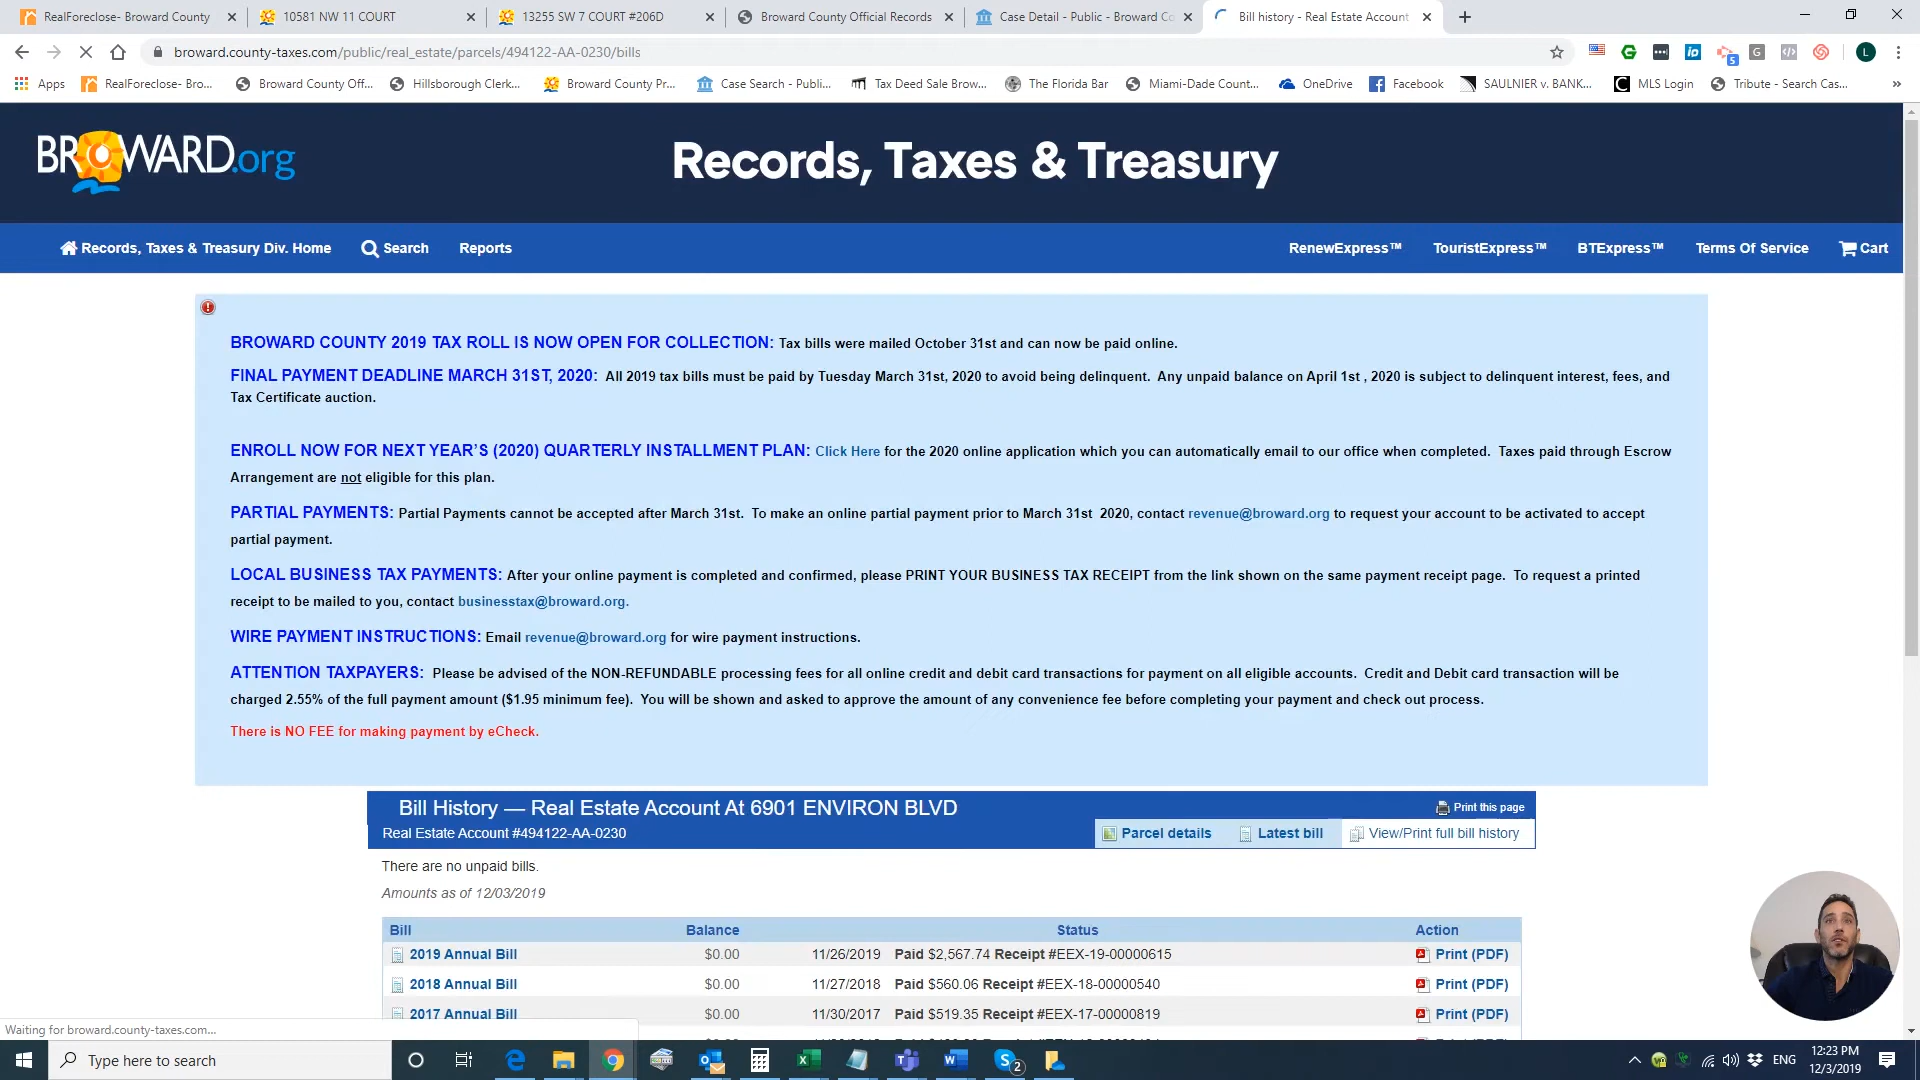 RealForeclose- Broward County
10581 NW 11 COURT
13255 SW 7 COURT #206D
Broward County Official Records
Case Detail - Public - Broward Co
Bill history - Real Estate Account
broward.county-taxes.com/public/real_estate/parcels/494122-AA-0230/bills
5
L
Apps
RealForeclose- Bro...
Broward County Off...
Hillsborough Clerk...
Broward County Pr...
Case Search - Publi...
Tax Deed Sale Brow...
The Florida Bar
Miami-Dade Count...
OneDrive
Facebook
SAULNIER v. BANK...
MLS Login
Tribute - Search Cas...
BROWARD.org
Records, Taxes & Treasury
Records, Taxes & Treasury Div. Home
Search
Reports
RenewExpress™
TouristExpress™
BTExpress™
Terms Of Service
Cart
BROWARD COUNTY 2019 TAX ROLL IS NOW OPEN FOR COLLECTION: Tax bills were mailed October 31st and can now be paid online.
FINAL PAYMENT DEADLINE MARCH 31ST, 2020: All 2019 tax bills must be paid by Tuesday March 31st, 2020 to avoid being delinquent. Any unpaid balance on April 1st , 2020 is subject to delinquent interest, fees, and
Tax Certificate auction.
ENROLL NOW FOR NEXT YEAR'S (2020) QUARTERLY INSTALLMENT PLAN: Click Here for the 2020 online application which you can automatically email to our office when completed. Taxes paid through Escrow
Arrangement are not eligible for this plan.
PARTIAL PAYMENTS: Partial Payments cannot be accepted after March 31st. To make an online partial payment prior to March 31st 2020, contact revenue@broward.org to request your account to be activated to accept
partial payment.
LOCAL BUSINESS TAX PAYMENTS: After your online payment is completed and confirmed, please PRINT YOUR BUSINESS TAX RECEIPT from the link shown on the same payment receipt page. To request a printed
receipt to be mailed to you, contact businesstax@broward.org.
WIRE PAYMENT INSTRUCTIONS: Email revenue@broward.org for wire payment instructions.
ATTENTION TAXPAYERS: Please be advised of the NON-REFUNDABLE processing fees for all online credit and debit card transactions for payment on all eligible accounts. Credit and Debit card transaction will be
charged 2.55% of the full payment amount ($1.95 minimum fee). You will be shown and asked to approve the amount of any convenience fee before completing your payment and check out process.
There is NO FEE for making payment by eCheck.
Bill History — Real Estate Account At 6901 ENVIRON BLVD
Print this page
Real Estate Account #494122-AA-0230
Parcel details
Latest bill
View/Print full bill history
There are no unpaid bills.
Amounts as of 12/03/2019
Bill Balance Status Action
2019 Annual Bill $0.00 11/26/2019 Paid $2,567.74 Receipt #EEX-19-00000615 Print (PDF)
2018 Annual Bill $0.00 11/27/2018 Paid $560.06 Receipt #EEX-18-00000540 Print (PDF)
2017 Annual Bill $0.00 11/30/2017 Paid $519.35 Receipt #EEX-17-00000819 Print (PDF)
Waiting for broward.county-taxes.com...
Type here to search
2
ENG
12:23 PM
12/3/2019